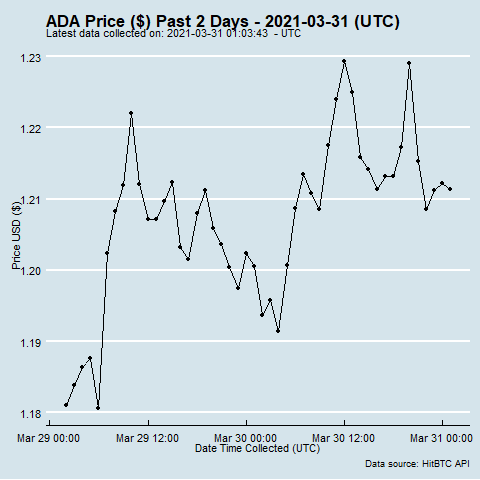 ADA Price ($) Past 2 Days - 2021-03-31 (UTC)
Latest data collected on: 2021-03-31 01:03:43 - UTC
1.23
1.22
1.21
1.20
1.19
1.18
Price USD ($)
Mar 29 00:00
Mar 29 12:00
Mar 30 00:00
Mar 30 12:00
Mar 31 00:00
Date Time Collected (UTC)
Data source: HitBTC API